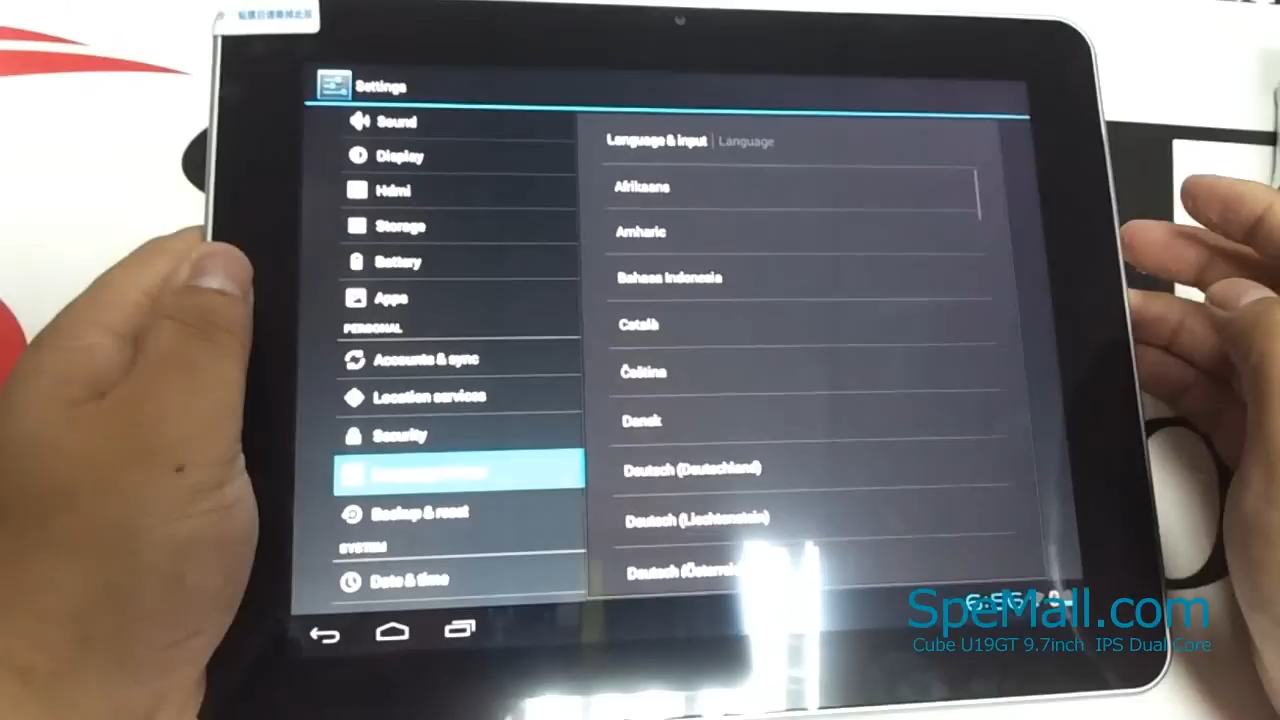 Settings
Sound
Display
Hdmi
Storage
Battery
Apps
PERSONAL
Accounts & sync
Location services
Security
Backup & reset
SYSTEM
Date & time
Language & input | Language
Afrikaans
Amharic
Bahasa Indonesia
Català
Čeština
Dansk
Deutsch (Deutschland)
Deutsch (Liechtenstein)
SpeMall.com
Cube U19GT 9.7inch IPS Dual Core